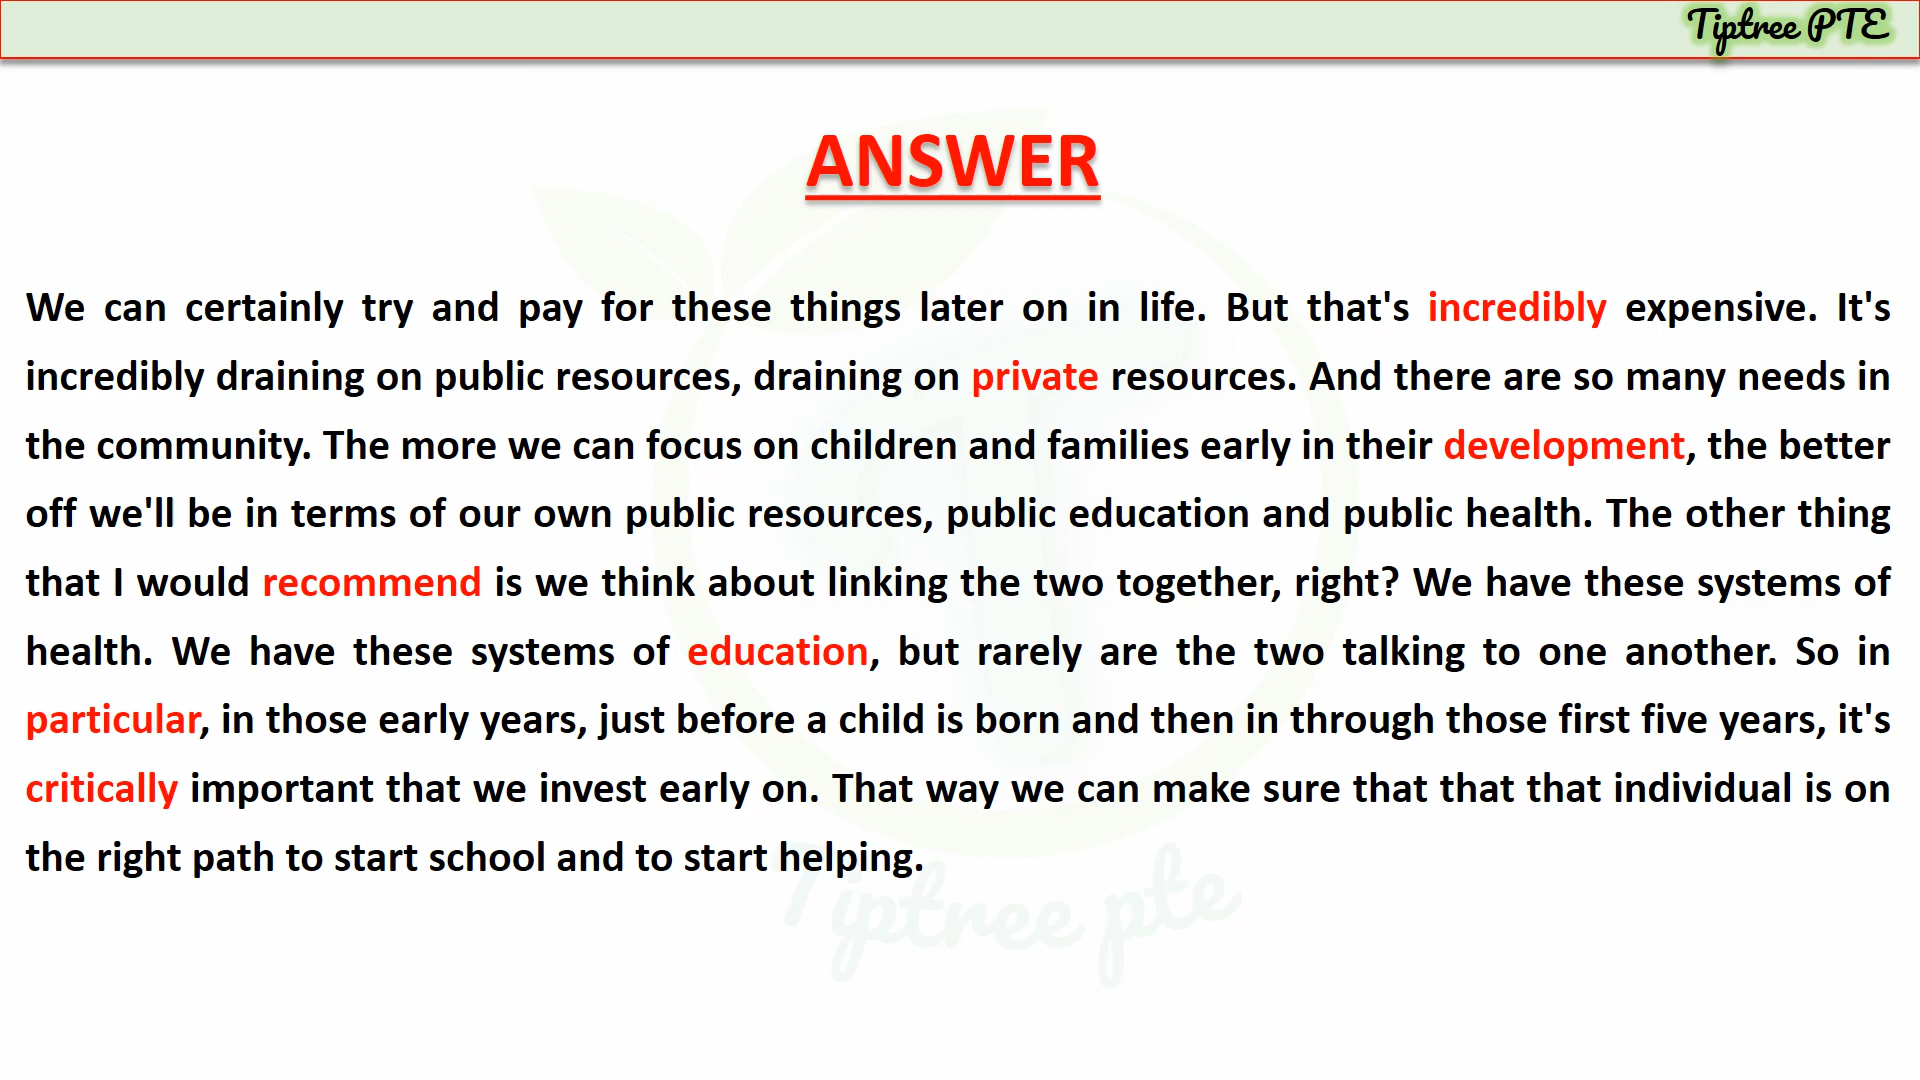 Tiptree PTE
ANSWER
We can certainly try and pay for these things later on in life. But that's incredibly expensive. It's
incredibly draining on public resources, draining on private resources. And there are so many needs in
the community. The more we can focus on children and families early in their development, the better
off we'll be in terms of our own public resources, public education and public health. The other thing
that I would recommend is we think about linking the two together, right? We have these systems of
health. We have these systems of education, but rarely are the two talking to one another. So in
particular, in those early years, just before a child is born and then in through those first five years, it's
critically important that we invest early on. That way we can make sure that that that individual is on
the right path to start school and to start helping.
Tiptree pte